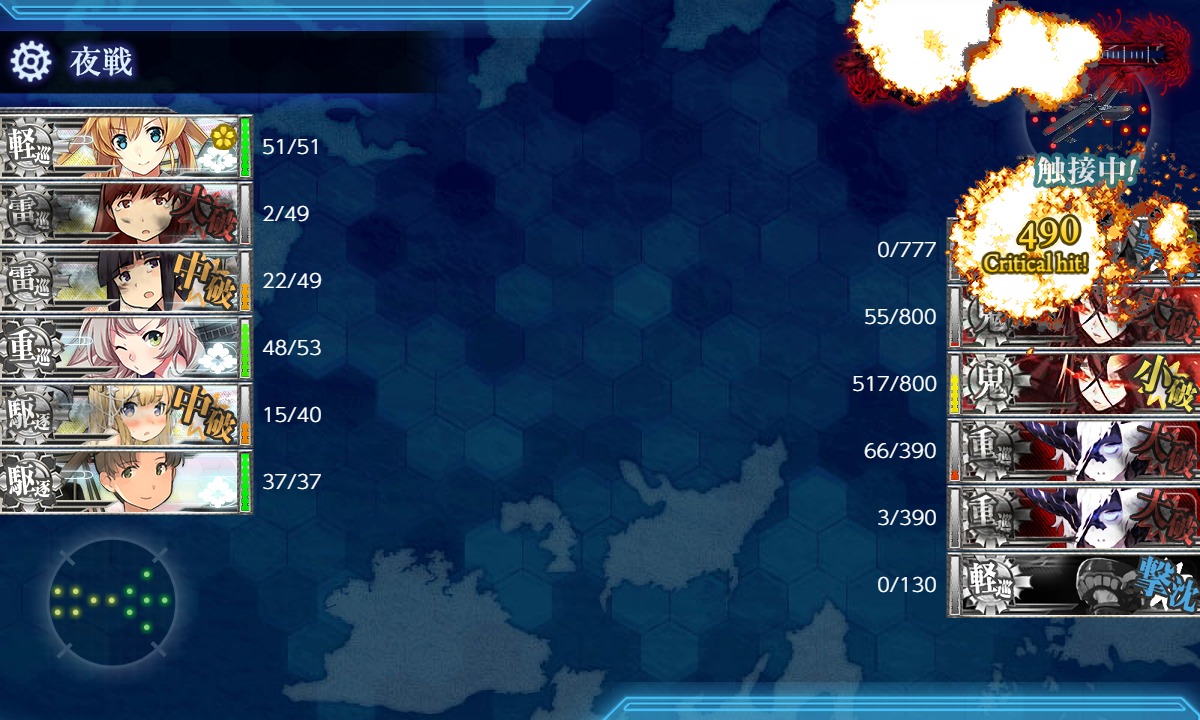 夜戦
触接中!
490
Critical hit!
軽巡
51/51
雷巡
大破
2/49
雷巡
中破
22/49
重巡
48/53
駆逐
中破
15/40
駆逐
37/37
0/777
55/800
大破
517/800
鬼
小破
66/390
重巡
大破
3/390
重巡
大破
0/130
軽巡
撃沈